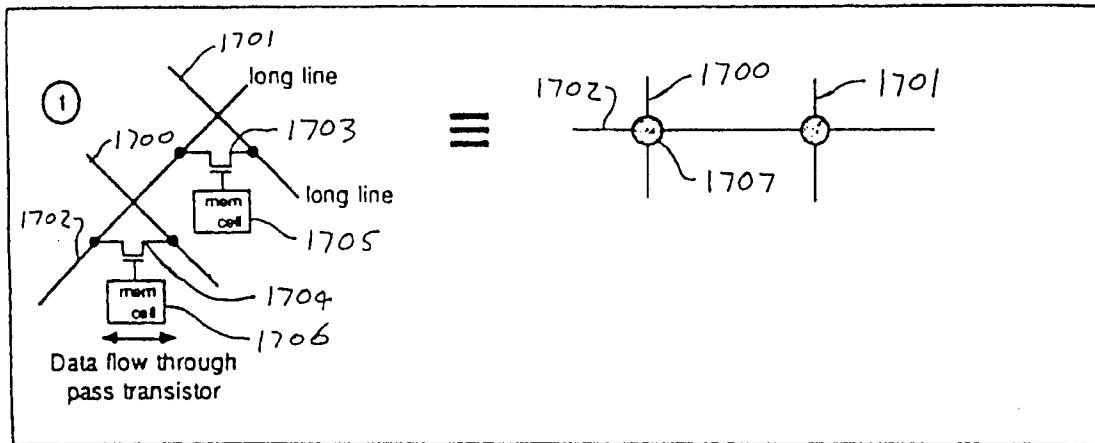 1701
long line
1
1700
1703
long line
mem
cell
1705
1702
mem
cell
1704
1706
Data flow through
pass transistor
≡
1702
1700
1701
1707